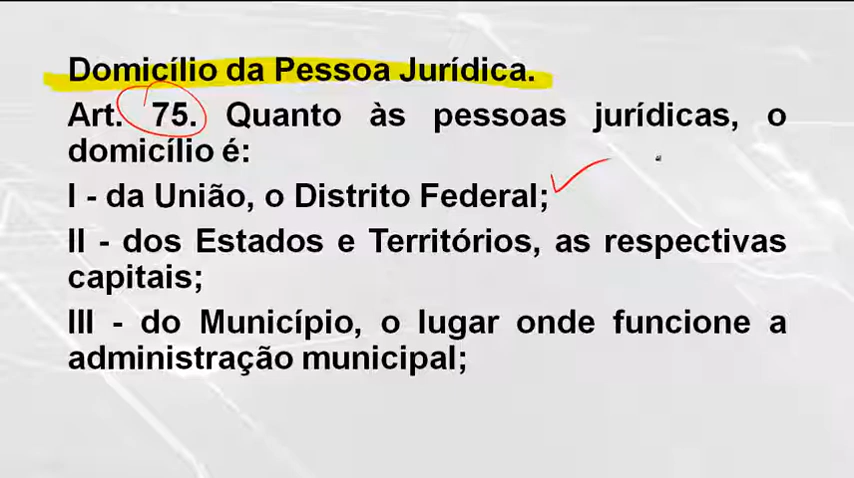 Domicílio da Pessoa Jurídica.
Art. 75. Quanto às pessoas jurídicas, o
domicílio é:
I - da União, o Distrito Federal;
II - dos Estados e Territórios, as respectivas
capitais;
III - do Município, o lugar onde funcione a
administração municipal;